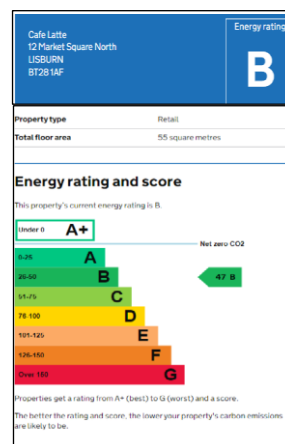 Cafe Latte
12 Market Square North
LISBURN
BT28 1AF
Energy rating
B
Property type Retail
Total floor area 55 square metres
Energy rating and score
This property's current energy rating is B.
Under 0 A+
Net zero CO2
0-25 A
26-50 B 47 B
51-75 C
76-100 D
101-125 E
126-150 F
Over 150 G
Properties get a rating from A+ (best) to G (worst) and a score.
The better the rating and score, the lower your property's carbon emissions
are likely to be.